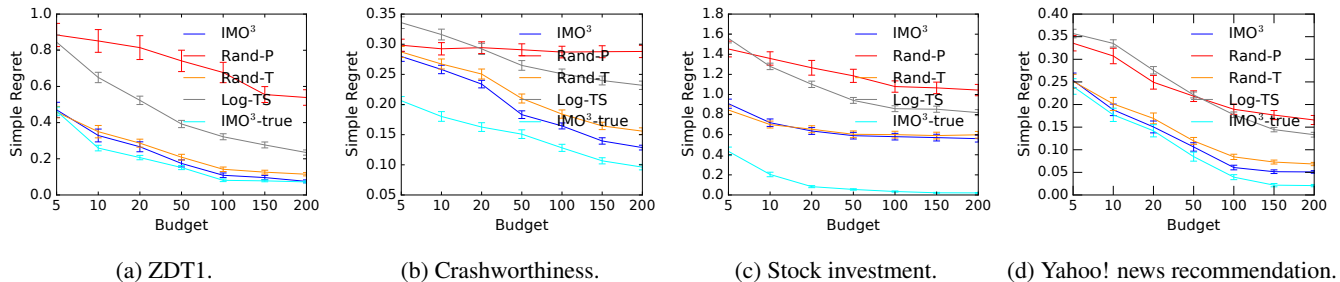 1.0
0.8
0.6
0.4
0.2
0.0
Simple Regret
5 10 20 50 100 150 200
Budget
IMO³
Rand-P
Rand-T
Log-TS
IMO³-true
(a) ZDT1.
0.35
0.30
0.25
0.20
0.15
0.10
0.05
Simple Regret
5 10 20 50 100 150 200
Budget
IMO³
Rand-P
Rand-T
Log-TS
IMO³-true
(b) Crashworthiness.
1.8
1.6
1.4
1.2
1.0
0.8
0.6
0.4
0.2
0.0
Simple Regret
5 10 20 50 100 150 200
Budget
IMO³
Rand-P
Rand-T
Log-TS
IMO³-true
(c) Stock investment.
0.40
0.35
0.30
0.25
0.20
0.15
0.10
0.05
0.00
Simple Regret
5 10 20 50 100 150 200
Budget
IMO³
Rand-P
Rand-T
Log-TS
IMO³-true
(d) Yahoo! news recommendation.